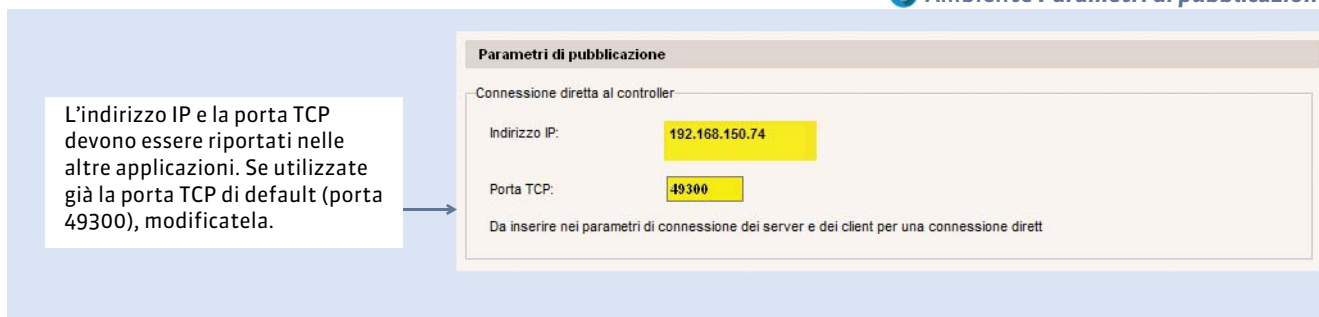 Ambiente Parametri di pubblicazion
Parametri di pubblicazione
Connessione diretta al controller
L'indirizzo IP e la porta TCP
devono essere riportati nelle
altre applicazioni. Se utilizzate
già la porta TCP di default (porta
49300), modificatela.
Indirizzo IP:
192.168.150.74
Porta TCP:
49300
Da inserire nei parametri di connessione dei server e dei client per una connessione dirett